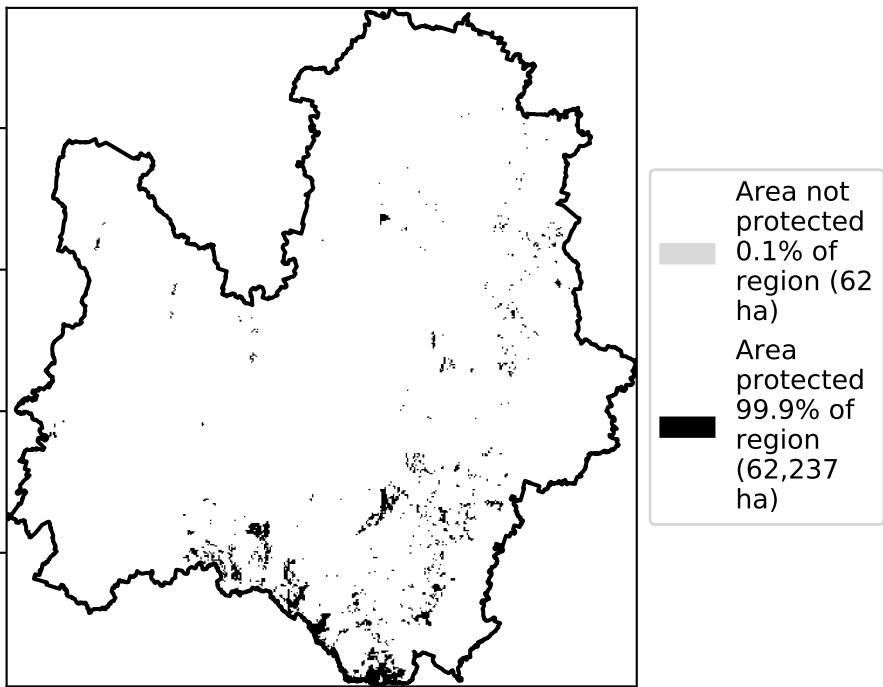 Area not
protected
0.1% of
region (62
ha)
Area
protected
99.9% of
region
(62,237
ha)